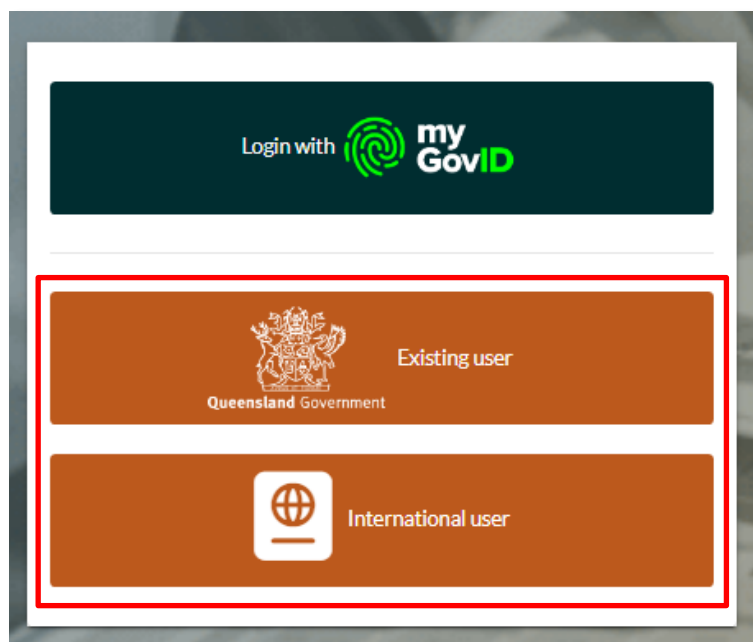 Login with my GovID
Existing user
Queensland Government
International user